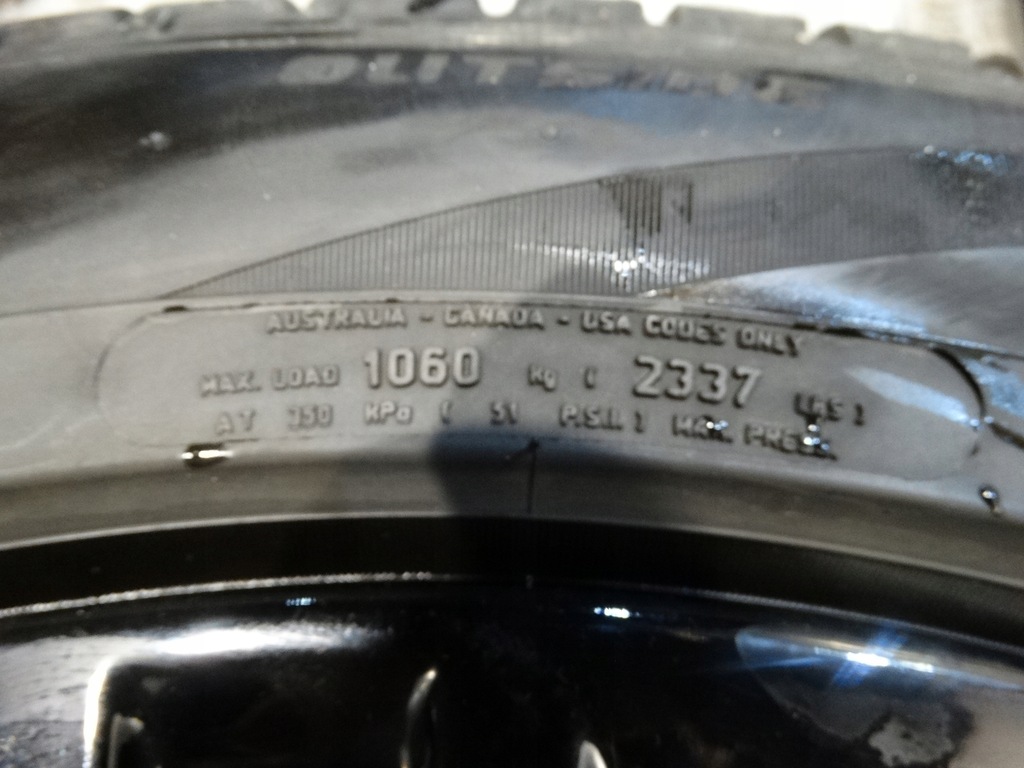 AUSTRALIA - CANADA - USA CODES ONLY
MAX. LOAD 1060 kg ( 2337 LBS )
AT 350 KPa ( 51 P.S.I. ) MAX. PRESS.